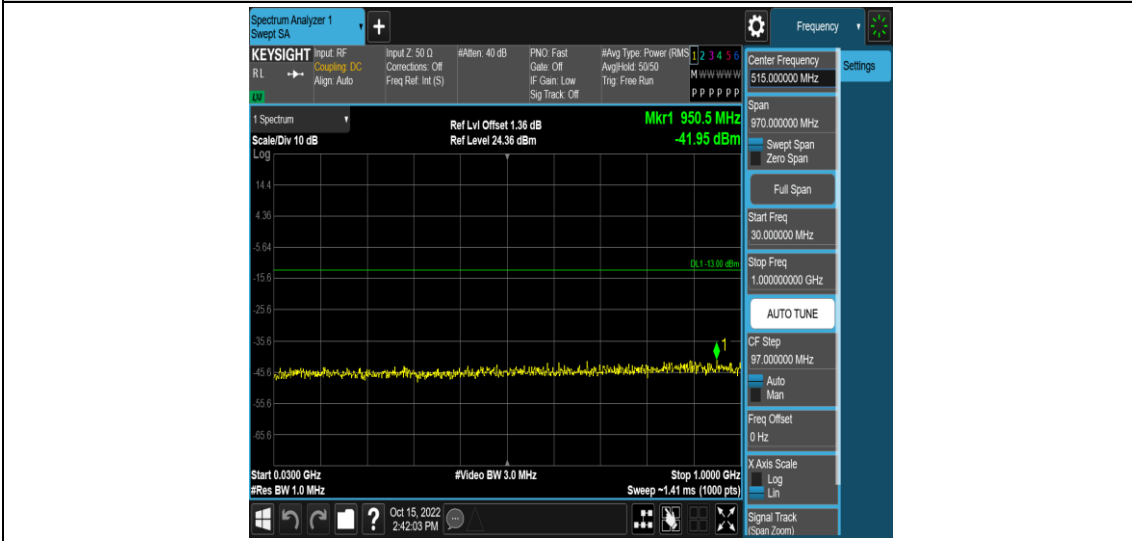 Spectrum Analyzer 1
Swept SA
+
Frequency
KEYSIGHT
RL
Input: RF
Coupling: DC
Align: Auto
Input Z: 50 Ω
Corrections: Off
Freq Ref: Int (S)
#Atten: 40 dB
PNO: Fast
Gate: Off
IF Gain: Low
Sig Track: Off
#Avg Type: Power (RMS
Avg|Hold: 50/50
Trig: Free Run
1 2 3 4 5 6
M W W W W W
P P P P P P
1 Spectrum
Scale/Div 10 dB
Log
Ref Lvl Offset 1.36 dB
Ref Level 24.36 dBm
Mkr1 950.5 MHz
-41.95 dBm
14.4
4.36
-5.64
DL1 -13.00 dBm
-15.6
-25.6
-35.6
1
-45.6
-55.6
-65.6
Start 0.0300 GHz
#Res BW 1.0 MHz
#Video BW 3.0 MHz
Stop 1.0000 GHz
Sweep ~1.41 ms (1000 pts)
?
Oct 15, 2022
2:42:03 PM
Center Frequency
515.000000 MHz
Settings
Span
970.000000 MHz
Swept Span
Zero Span
Full Span
Start Freq
30.000000 MHz
Stop Freq
1.000000000 GHz
AUTO TUNE
CF Step
97.000000 MHz
Auto
Man
Freq Offset
0 Hz
X Axis Scale
Log
Lin
Signal Track
(Span Zoom)